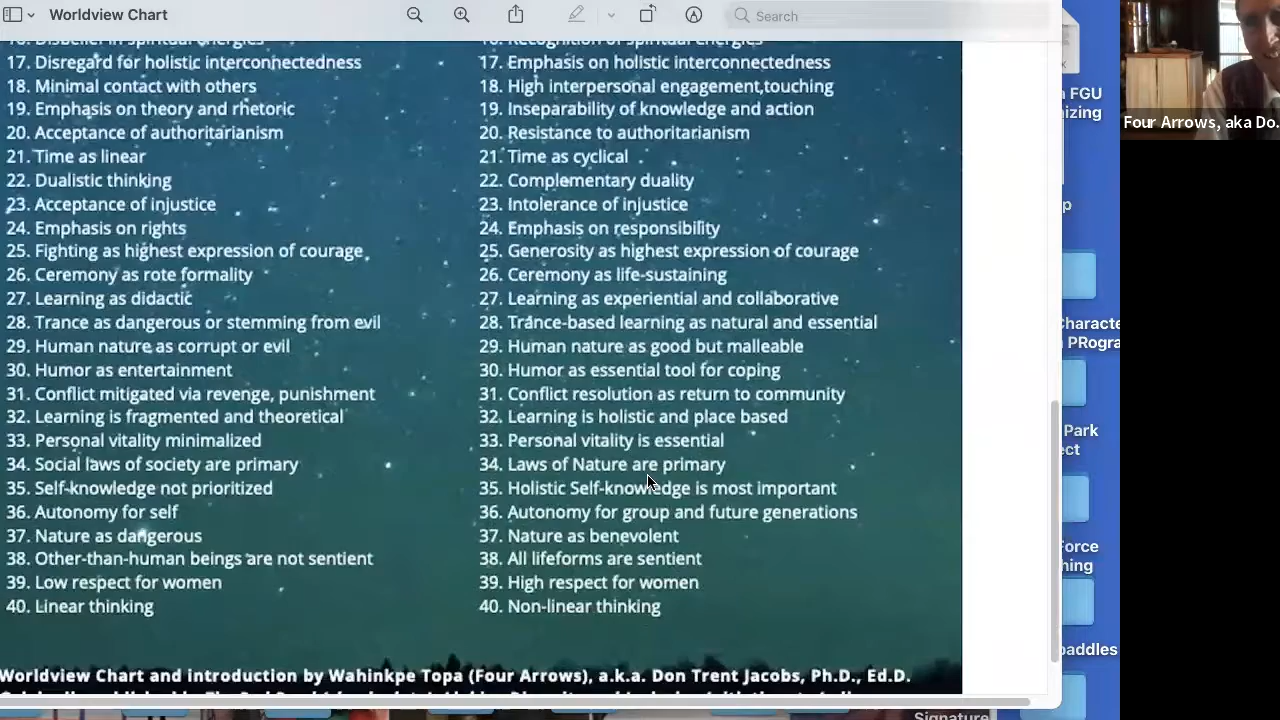 Worldview Chart
Search
17. Disregard for holistic interconnectedness
18. Minimal contact with others
19. Emphasis on theory and rhetoric
20. Acceptance of authoritarianism
21. Time as linear
22. Dualistic thinking
23. Acceptance of injustice
24. Emphasis on rights
25. Fighting as highest expression of courage
26. Ceremony as rote formality
27. Learning as didactic
28. Trance as dangerous or stemming from evil
29. Human nature as corrupt or evil
30. Humor as entertainment
31. Conflict mitigated via revenge, punishment
32. Learning is fragmented and theoretical
33. Personal vitality minimalized
34. Social laws of society are primary
35. Self-knowledge not prioritized
36. Autonomy for self
37. Nature as dangerous
38. Other-than-human beings are not sentient
39. Low respect for women
40. Linear thinking
16. Recognition of spiritual energies
17. Emphasis on holistic interconnectedness
18. High interpersonal engagement,touching
19. Inseparability of knowledge and action
20. Resistance to authoritarianism
21. Time as cyclical
22. Complementary duality
23. Intolerance of injustice
24. Emphasis on responsibility
25. Generosity as highest expression of courage
26. Ceremony as life-sustaining
27. Learning as experiential and collaborative
28. Trance-based learning as natural and essential
29. Human nature as good but malleable
30. Humor as essential tool for coping
31. Conflict resolution as return to community
32. Learning is holistic and place based
33. Personal vitality is essential
34. Laws of Nature are primary
35. Holistic Self-knowledge is most important
36. Autonomy for group and future generations
37. Nature as benevolent
38. All lifeforms are sentient
39. High respect for women
40. Non-linear thinking
Worldview Chart and introduction by Wahinkpe Topa (Four Arrows), a.k.a. Don Trent Jacobs, Ph.D., Ed.D.
FGU
Park
Signature
Four Arrows, aka Do.